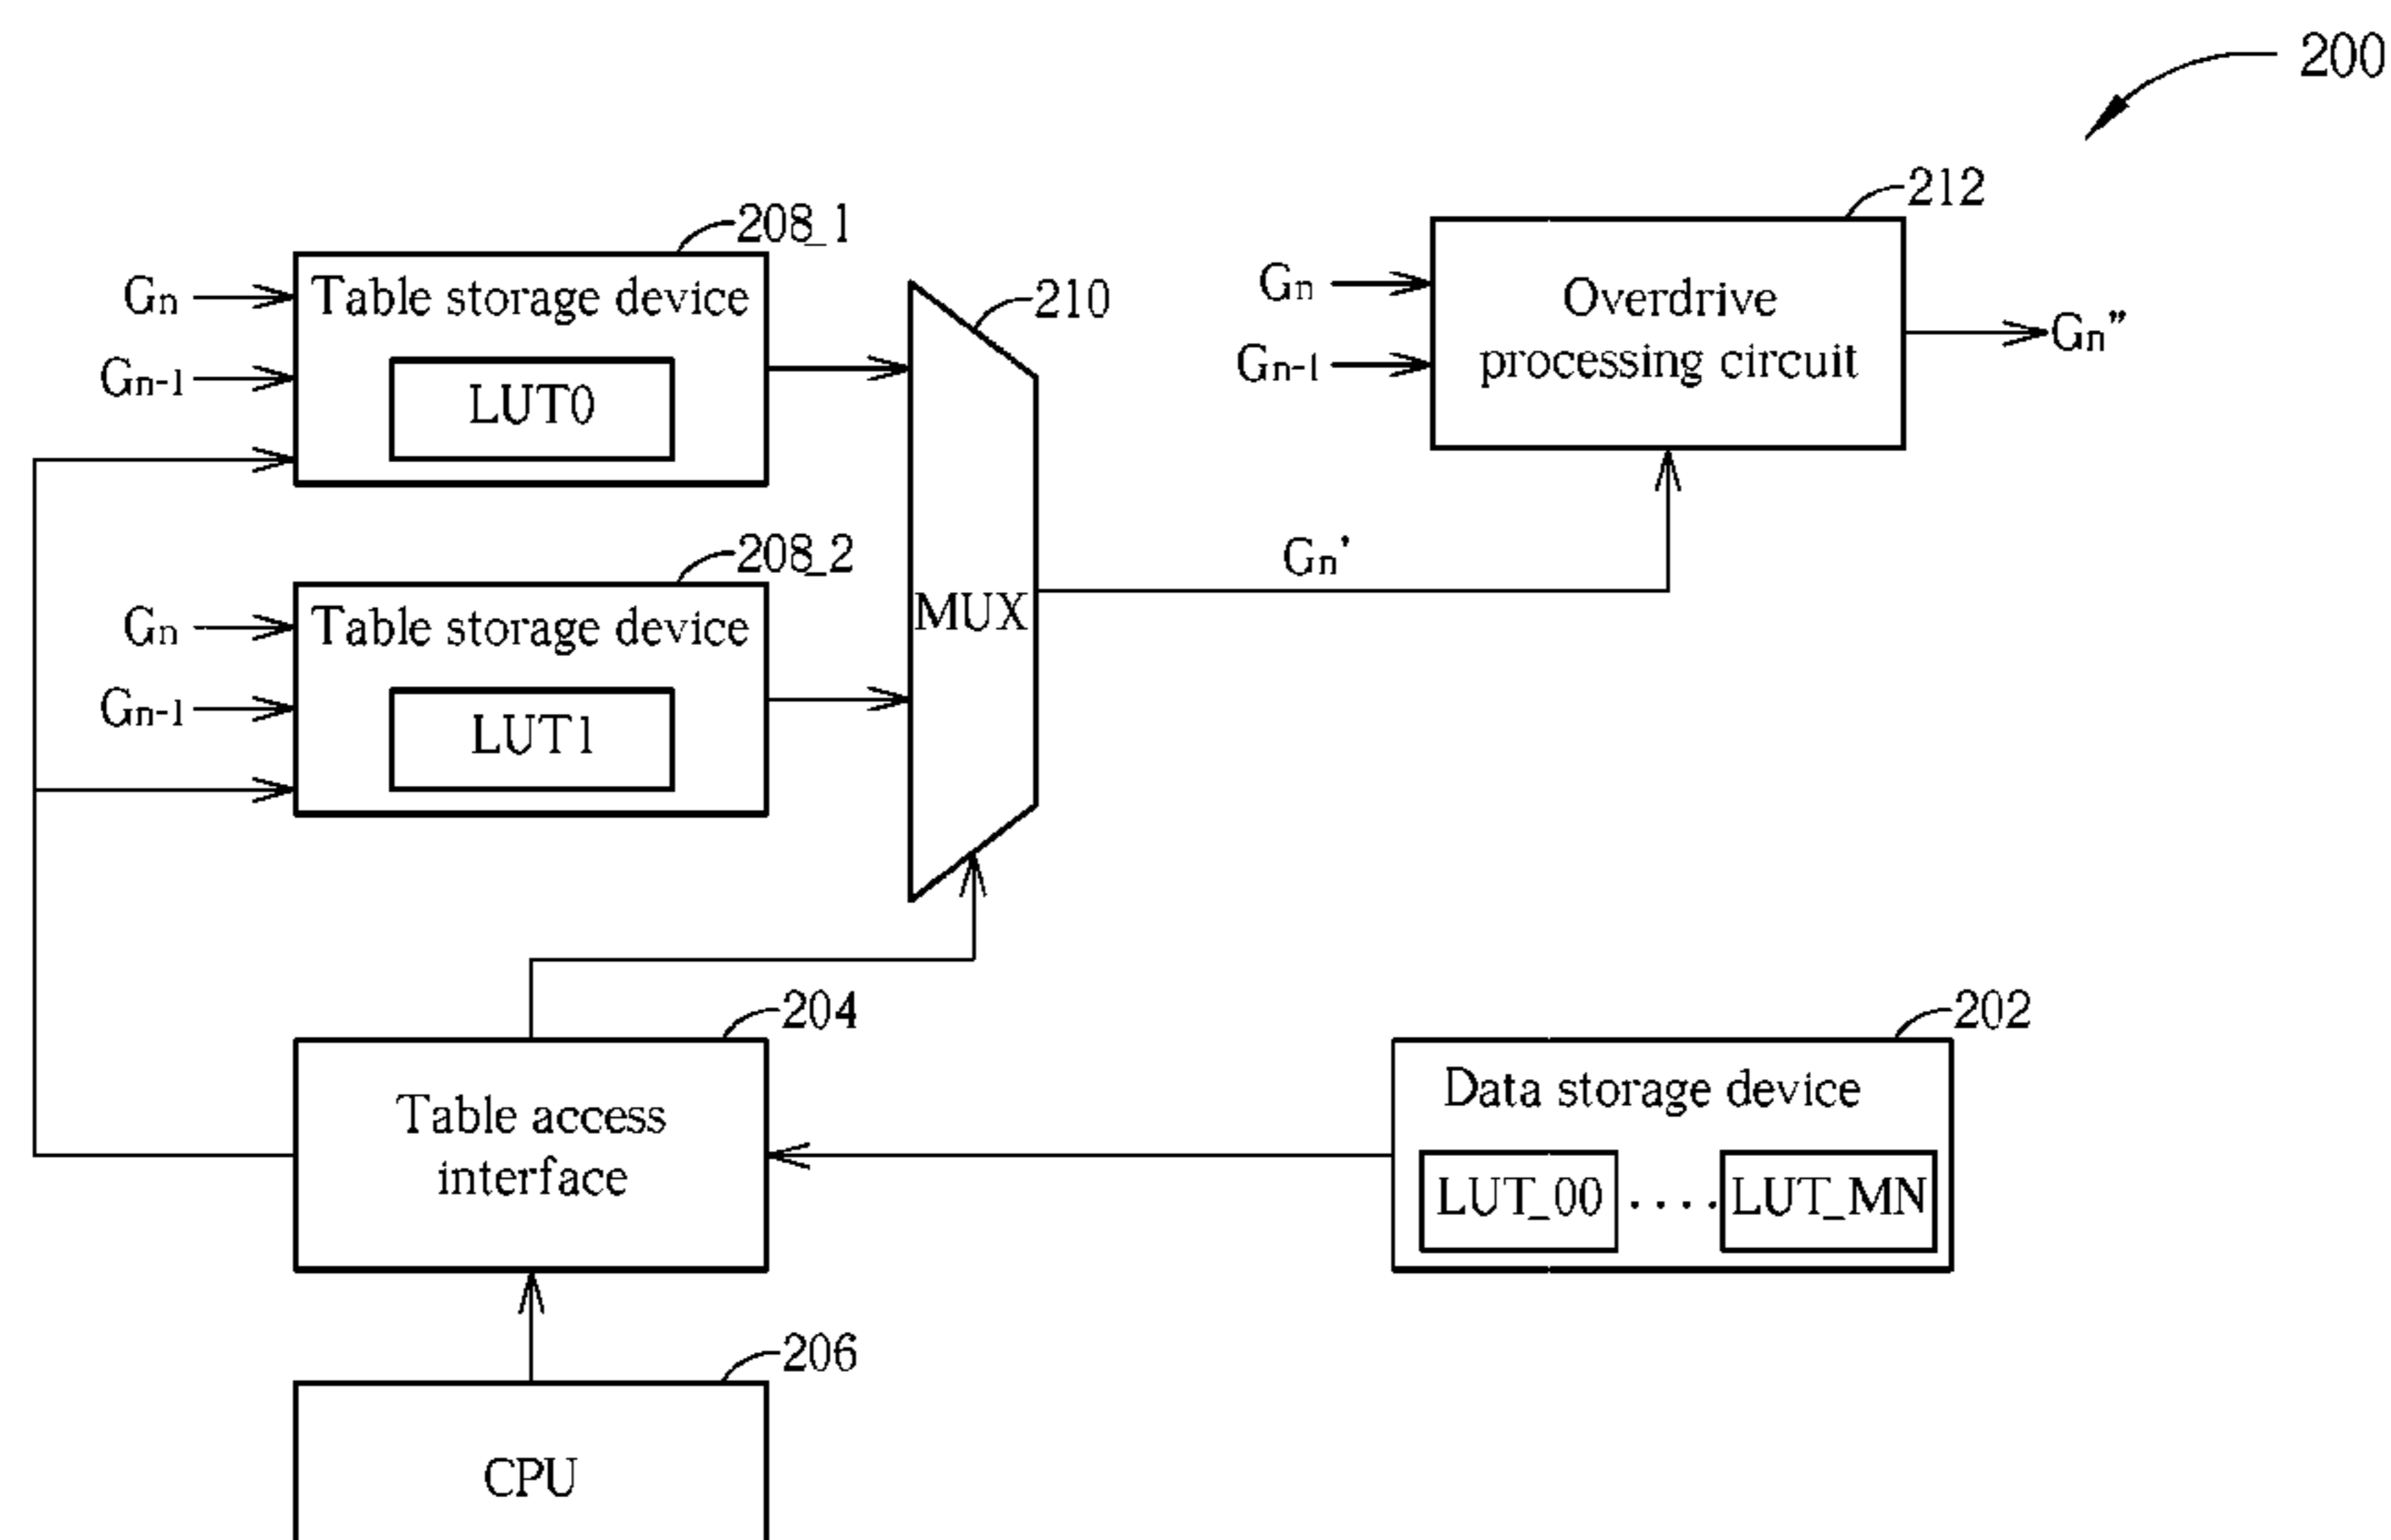 200
212
208_1
Gn
Table storage device
210
Gn
Overdrive
Gn"
Gn-1
LUT0
Gn-1
processing circuit
208_2
Gn'
Gn
Table storage device
MUX
Gn-1
LUT1
204
202
Table access
interface
Data storage device
LUT_00 .... LUT_MN
206
CPU